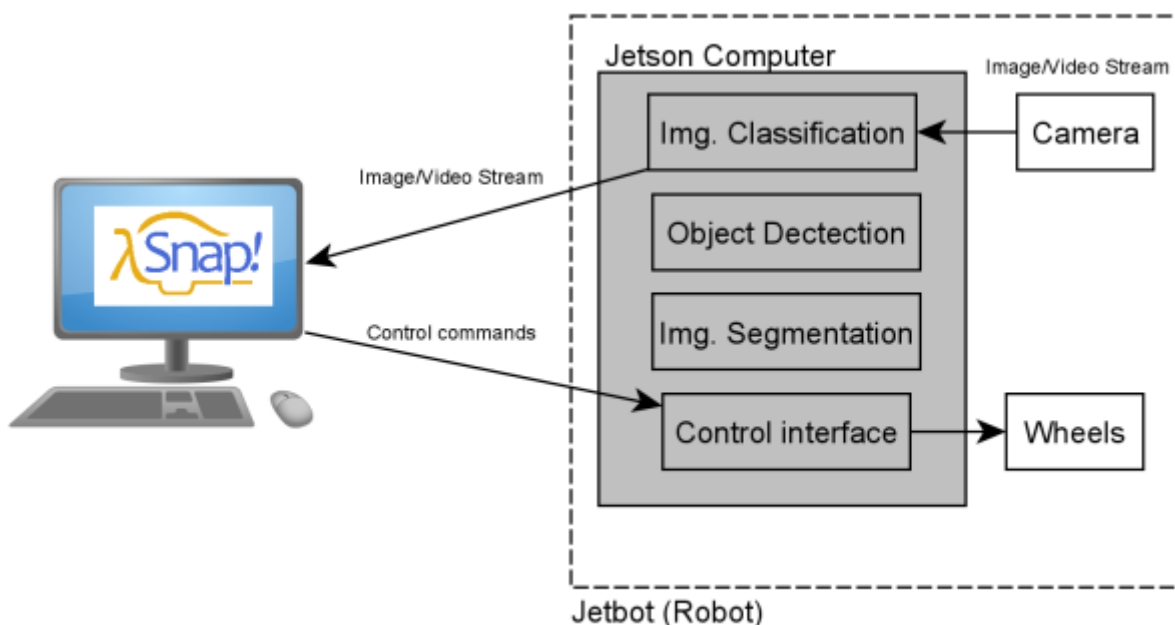 Jetson Computer
Image/Video Stream
Img. Classification
Camera
Image/Video Stream
λSnap!
Object Dectection
Control commands
Img. Segmentation
Control interface
Wheels
Jetbot (Robot)